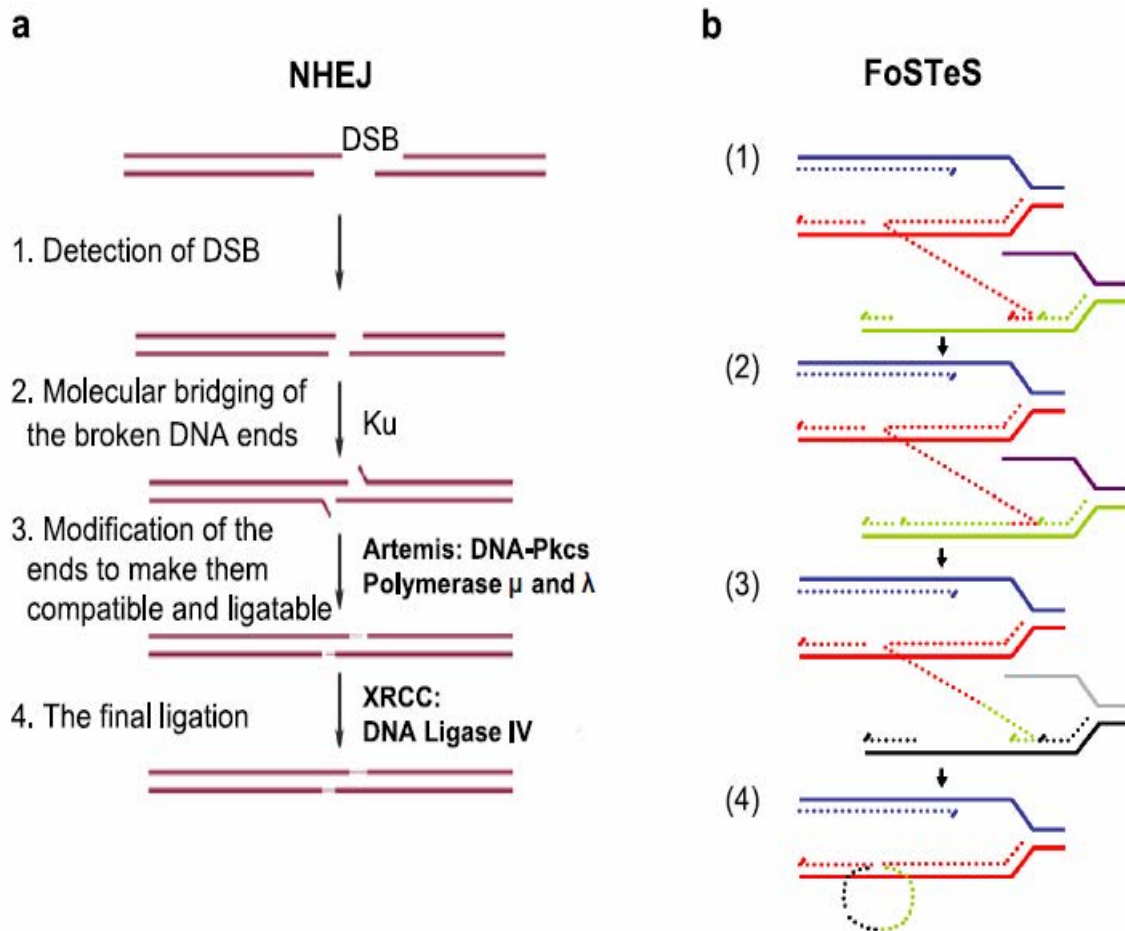 a
NHEJ
DSB
1. Detection of DSB
2. Molecular bridging of
the broken DNA ends
Ku
3. Modification of the
ends to make them
compatible and ligatable
Artemis: DNA-Pkcs
Polymerase μ and λ
4. The final ligation
XRCC:
DNA Ligase IV
b
FoSTeS
(1)
(2)
(3)
(4)